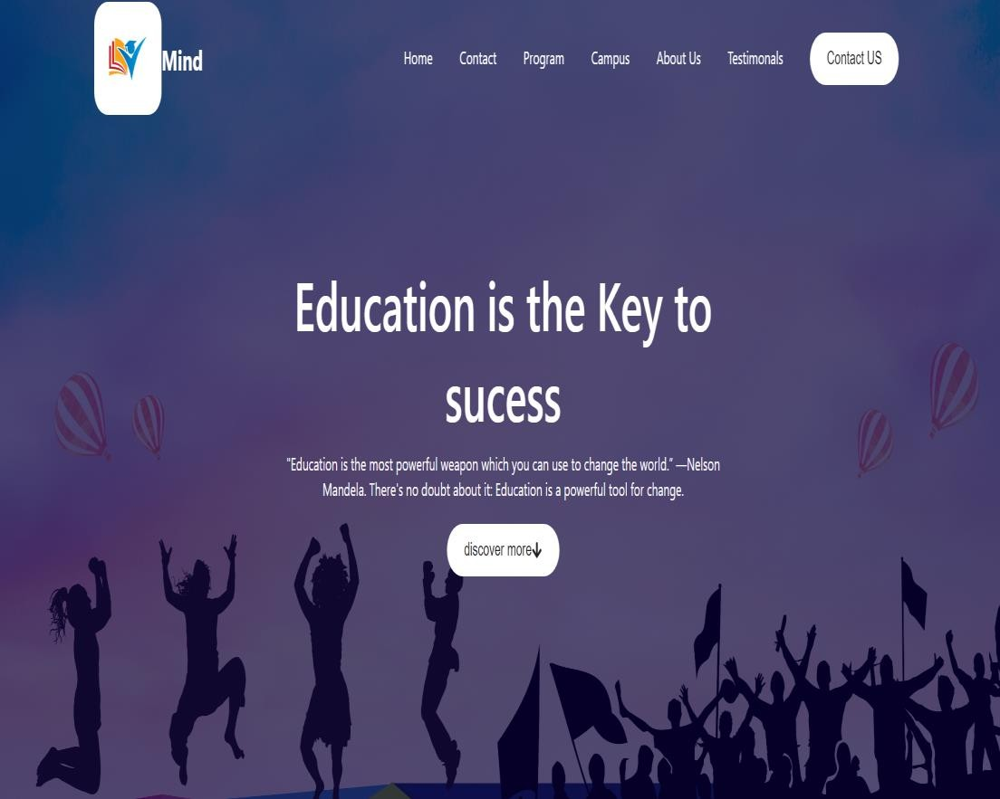 Mind
Home Contact Program Campus About Us Testimonals Contact US
Education is the Key to
sucess
"Education is the most powerful weapon which you can use to change the world.” —Nelson
Mandela. There's no doubt about it: Education is a powerful tool for change.
discover more